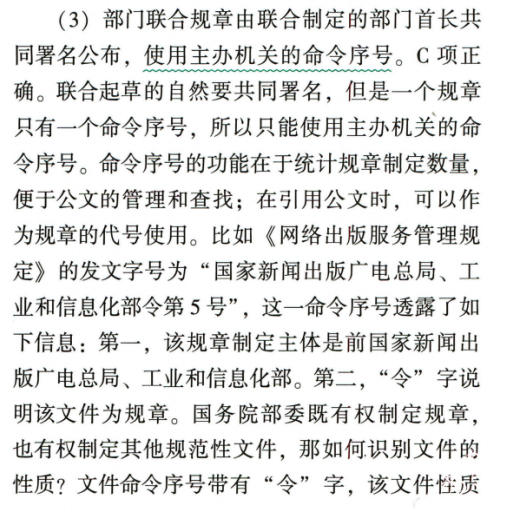 (3) 部门联合规章由联合制定的部门首长共
同署名公布，使用主办机关的命令序号。C 项正
确。联合起草的自然要共同署名，但是一个规章
只有一个命令序号，所以只能使用主办机关的命
令序号。命令序号的功能在于统计规章制定数量，
便于公文的管理和查找；在引用公文时，可以作
为规章的代号使用。比如《网络出版服务管理规
定》的发文字号为“国家新闻出版广电总局、工
业和信息化部令第 5 号”，这一命令序号透露了如
下信息：第一，该规章制定主体是前国家新闻出
版广电总局、工业和信息化部。第二，“令”字说
明该文件为规章。国务院部委既有权制定规章，
也有权制定其他规范性文件，那如何识别文件的
性质？文件命令序号带有“令”字，该文件性质